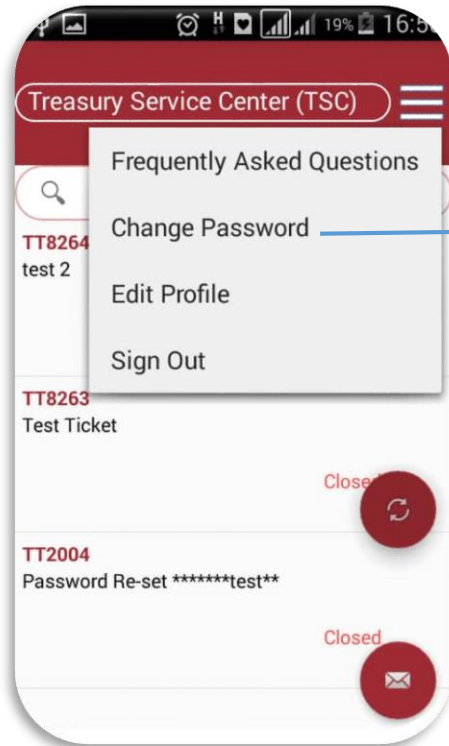 H 19% 16:5
Treasury Service Center (TSC)
Frequently Asked Questions
Change Password
Edit Profile
Sign Out
TT8264
test 2
TT8263
Test Ticket
Close
TT2004
Password Re-set *******test**
Closed